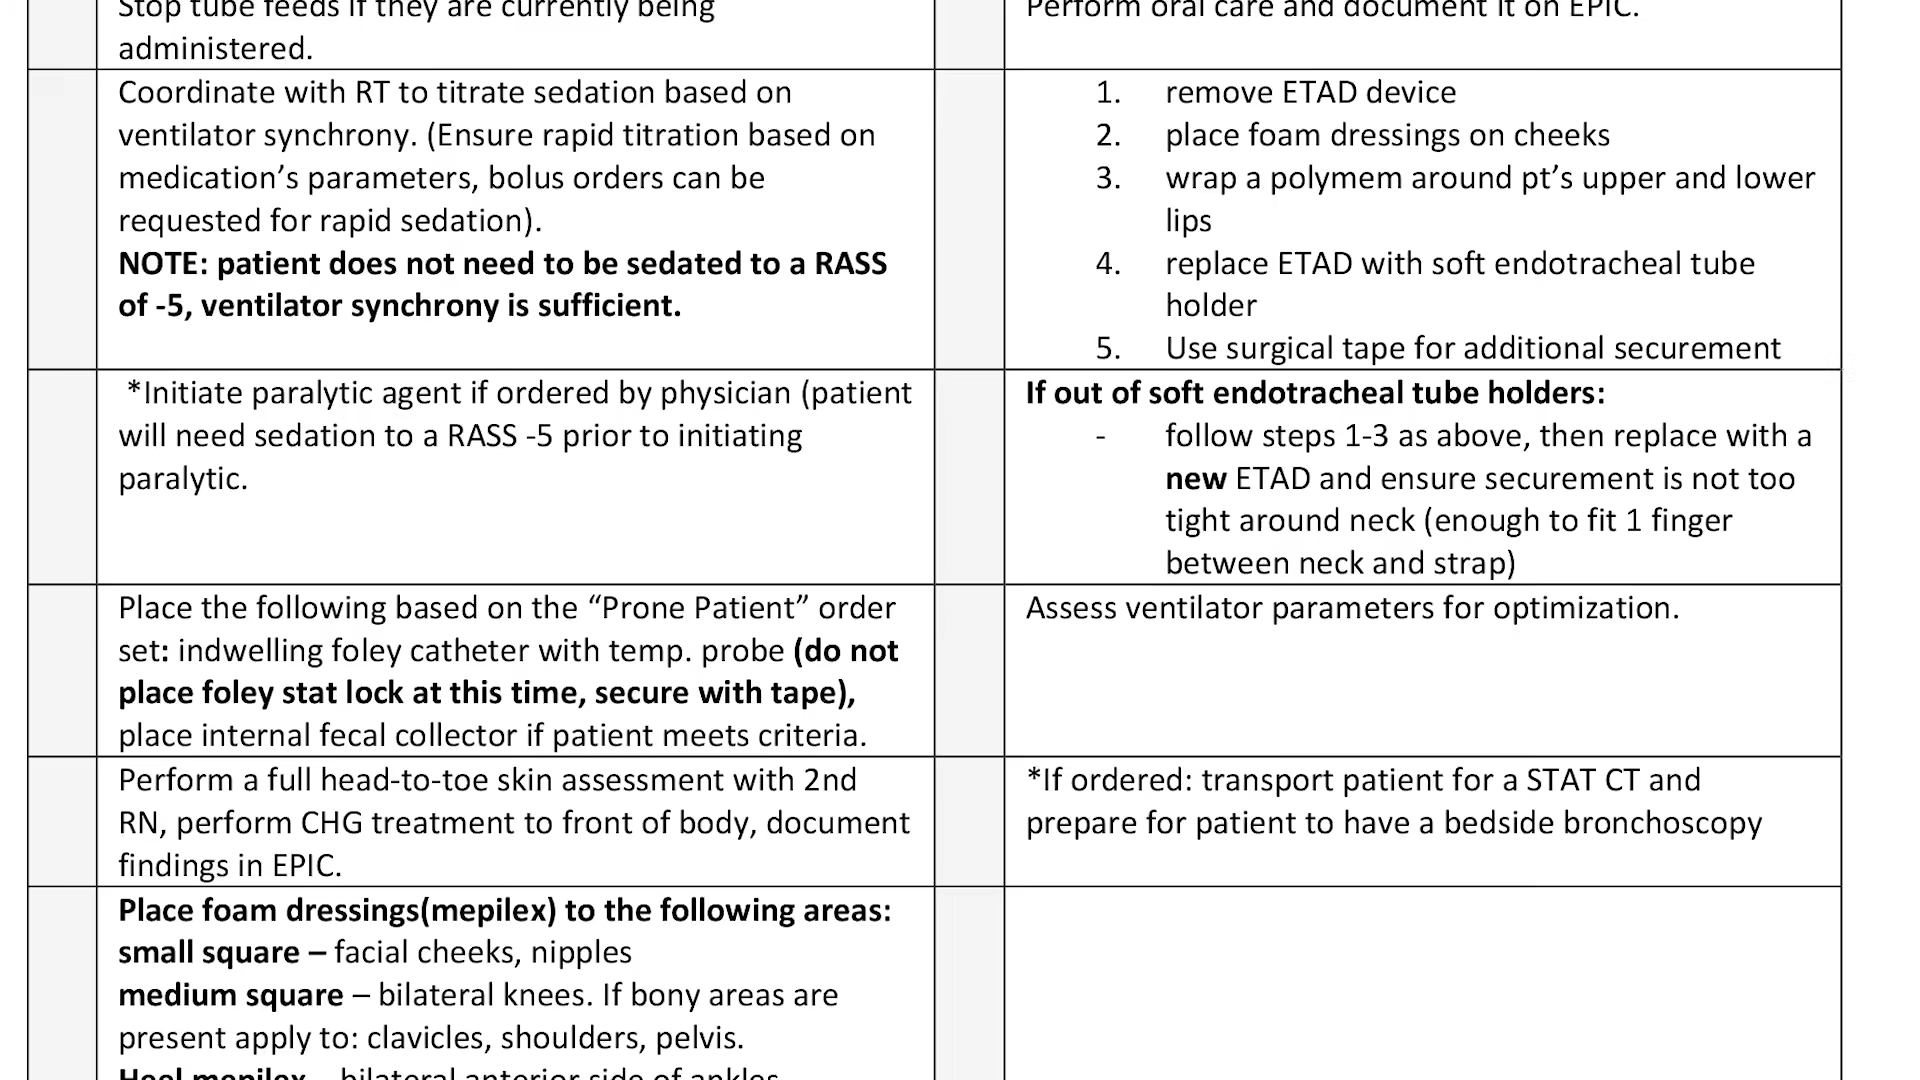 Stop tube feeds if they are currently being
administered.
Perform oral care and document it on EPIC.
Coordinate with RT to titrate sedation based on
ventilator synchrony. (Ensure rapid titration based on
medication’s parameters, bolus orders can be
requested for rapid sedation).
NOTE: patient does not need to be sedated to a RASS
of -5, ventilator synchrony is sufficient.
1. remove ETAD device
2. place foam dressings on cheeks
3. wrap a polymem around pt’s upper and lower
lips
4. replace ETAD with soft endotracheal tube
holder
5. Use surgical tape for additional securement
*Initiate paralytic agent if ordered by physician (patient
will need sedation to a RASS -5 prior to initiating
paralytic.
If out of soft endotracheal tube holders:
- follow steps 1-3 as above, then replace with a
new ETAD and ensure securement is not too
tight around neck (enough to fit 1 finger
between neck and strap)
Place the following based on the “Prone Patient” order
set: indwelling foley catheter with temp. probe (do not
place foley stat lock at this time, secure with tape),
place internal fecal collector if patient meets criteria.
Assess ventilator parameters for optimization.
Perform a full head-to-toe skin assessment with 2nd
RN, perform CHG treatment to front of body, document
findings in EPIC.
*If ordered: transport patient for a STAT CT and
prepare for patient to have a bedside bronchoscopy
Place foam dressings(mepilex) to the following areas:
small square – facial cheeks, nipples
medium square – bilateral knees. If bony areas are
present apply to: clavicles, shoulders, pelvis.
Heel mepilex – bilateral anterior side of ankles